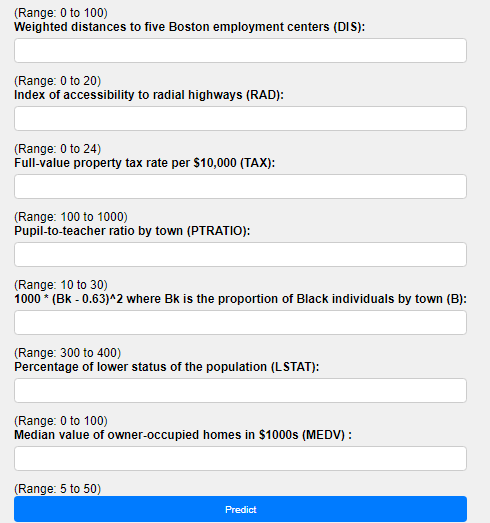 (Range: 0 to 100)
Weighted distances to five Boston employment centers (DIS):
(Range: 0 to 20)
Index of accessibility to radial highways (RAD):
(Range: 0 to 24)
Full-value property tax rate per $10,000 (TAX):
(Range: 100 to 1000)
Pupil-to-teacher ratio by town (PTRATIO):
(Range: 10 to 30)
1000 * (Bk - 0.63)^2 where Bk is the proportion of Black individuals by town (B):
(Range: 300 to 400)
Percentage of lower status of the population (LSTAT):
(Range: 0 to 100)
Median value of owner-occupied homes in $1000s (MEDV) :
(Range: 5 to 50)
Predict